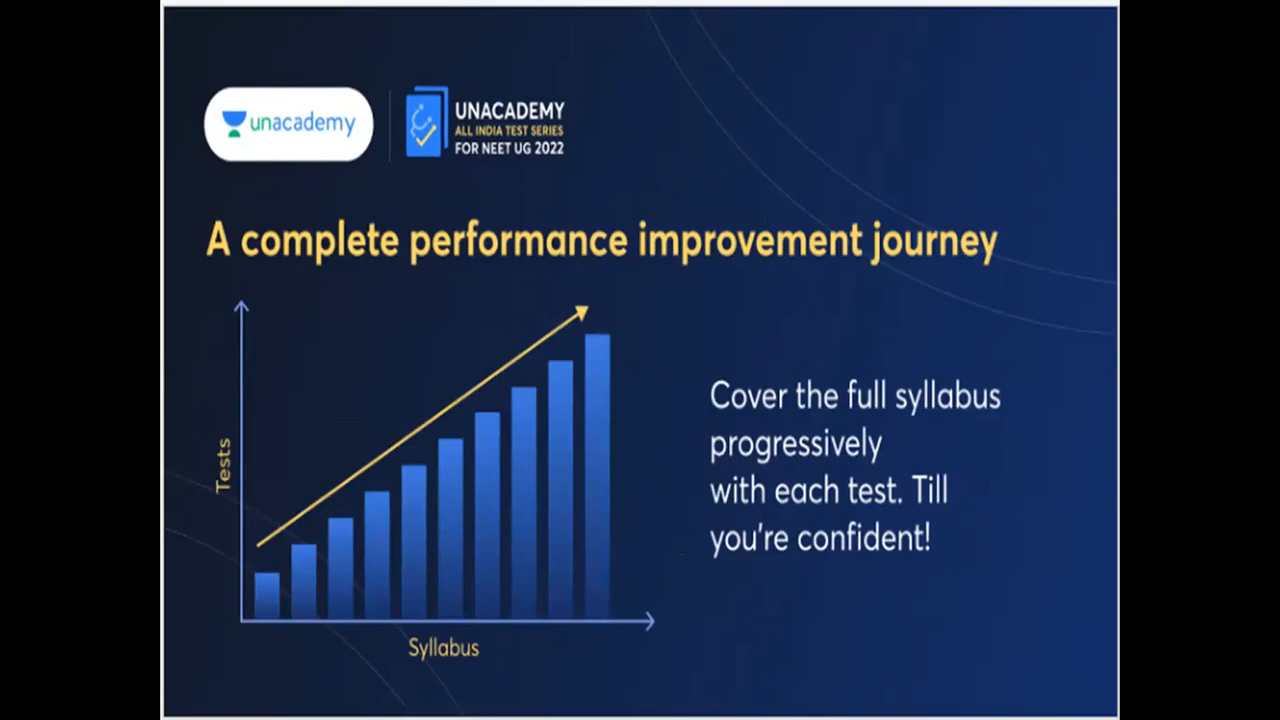 unacademy
UNACADEMY
ALL INDIA TEST SERIES
FOR NEET UG 2022
A complete performance improvement journey
Tests
Syllabus
Cover the full syllabus
progressively
with each test. Till
you're confident!